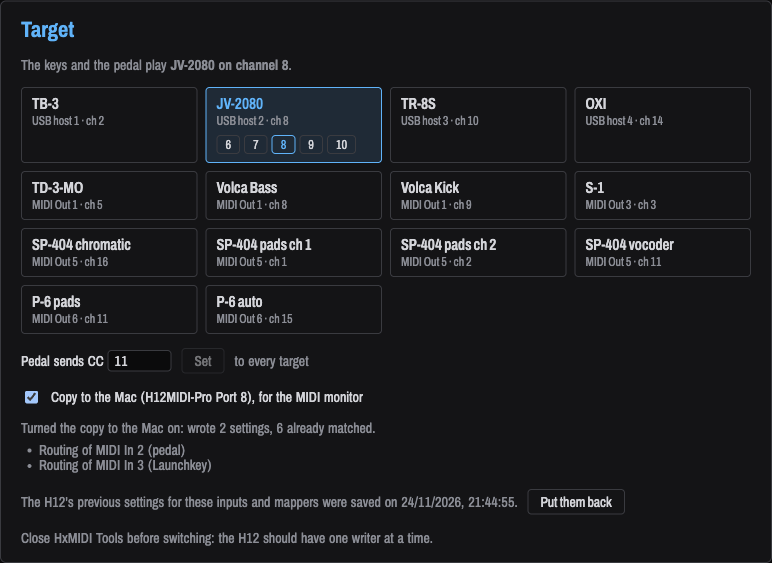 Target
The keys and the pedal play JV-2080 on channel 8.
TB-3
USB host 1 · ch 2
JV-2080
USB host 2 · ch 8
6 7 8 9 10
TR-8S
USB host 3 · ch 10
OXI
USB host 4 · ch 14
TD-3-MO
MIDI Out 1 · ch 5
Volca Bass
MIDI Out 1 · ch 8
Volca Kick
MIDI Out 1 · ch 9
S-1
MIDI Out 3 · ch 3
SP-404 chromatic
MIDI Out 5 · ch 16
SP-404 pads ch 1
MIDI Out 5 · ch 1
SP-404 pads ch 2
MIDI Out 5 · ch 2
SP-404 vocoder
MIDI Out 5 · ch 11
P-6 pads
MIDI Out 6 · ch 11
P-6 auto
MIDI Out 6 · ch 15
Pedal sends CC 11 Set to every target
Copy to the Mac (H12MIDI-Pro Port 8), for the MIDI monitor
Turned the copy to the Mac on: wrote 2 settings, 6 already matched.
• Routing of MIDI In 2 (pedal)
• Routing of MIDI In 3 (Launchkey)
The H12's previous settings for these inputs and mappers were saved on 24/11/2026, 21:44:55. Put them back
Close HxMIDI Tools before switching: the H12 should have one writer at a time.